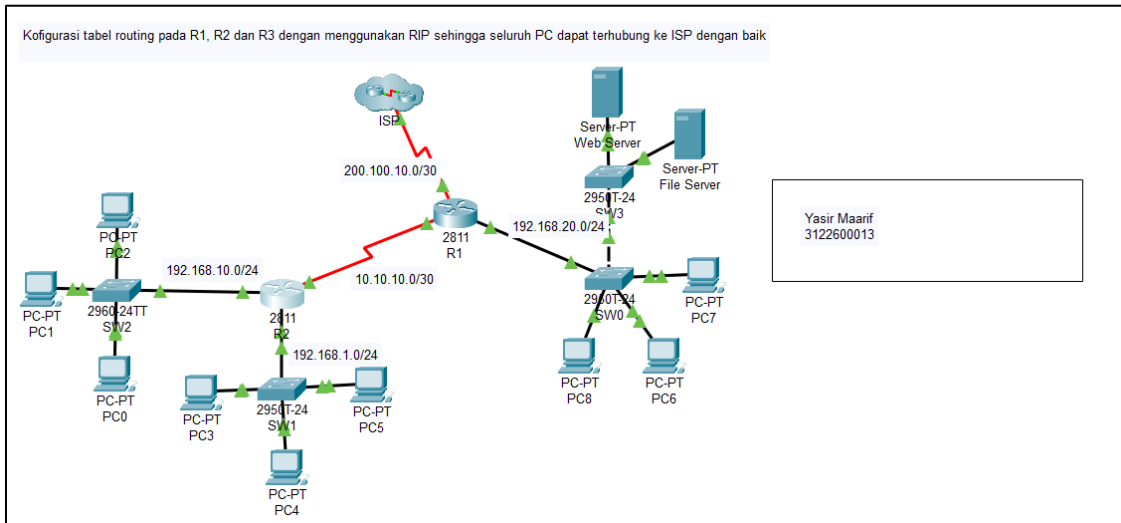 Kofigurasi tabel routing pada R1, R2 dan R3 dengan menggunakan RIP sehingga seluruh PC dapat terhubung ke ISP dengan baik
ISP
Server-PT
Web Server
Server-PT
File Server
200.100.10.0/30
2950T-24
SW3
2811
R1
192.168.20.0/24
Yasir Maarif
3122600013
PC-PT
PC2
192.168.10.0/24
10.10.10.0/30
PC-PT
PC1
2960-24TT
SW2
2811
R2
2950T-24
SW0
PC-PT
PC7
192.168.1.0/24
PC-PT
PC0
PC-PT
PC3
2950T-24
SW1
PC-PT
PC5
PC-PT
PC8
PC-PT
PC6
PC-PT
PC4